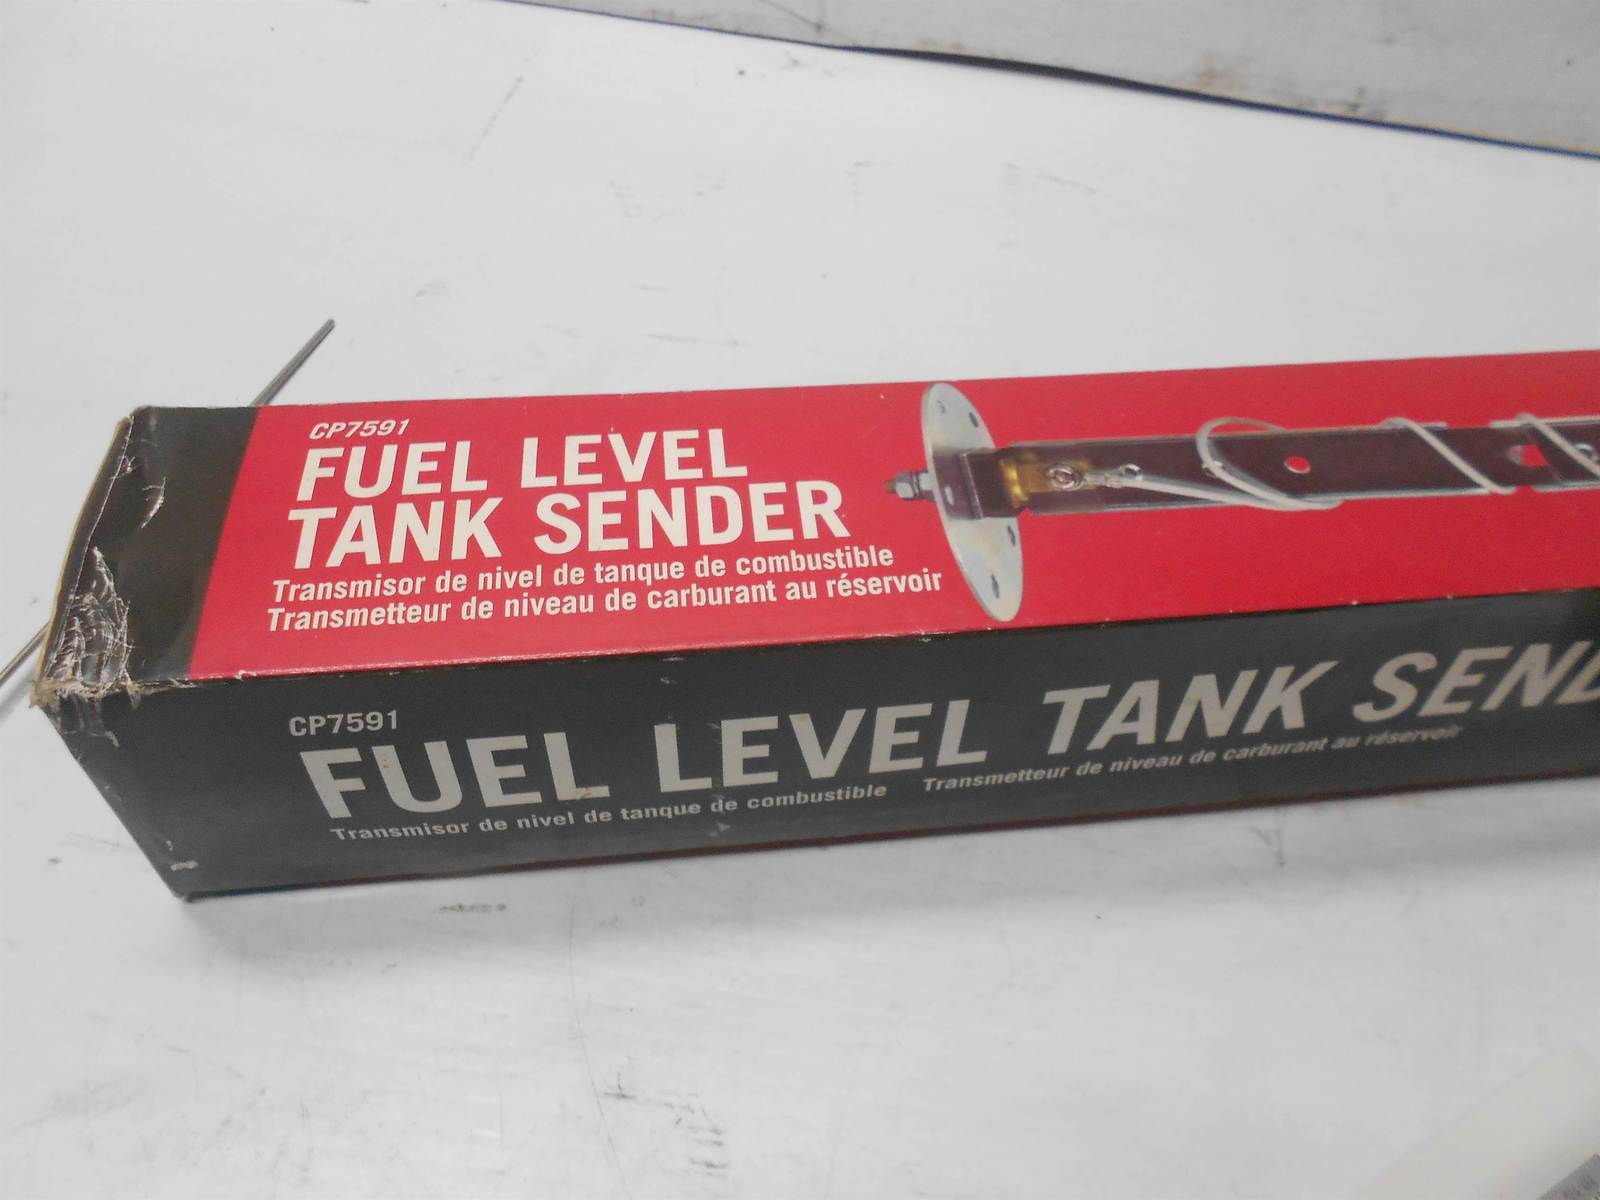 CP7591
FUEL LEVEL
TANK SENDER
Transmisor de nivel de tanque de combustible
Transmetteur de niveau de carburant au réservoir
CP7591
FUEL LEVEL TANK SEND
Transmisor de nivel de tanque de combustible Transmetteur de niveau de carburant au réservoir